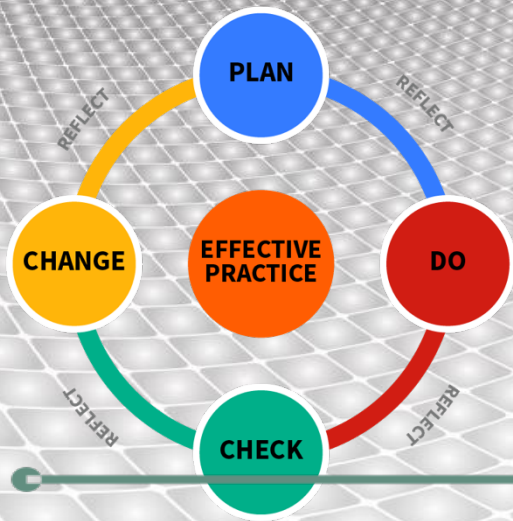 PLAN
REFLECT
REFLECT
CHANGE
EFFECTIVE
PRACTICE
DO
REFLECT
REFLECT
CHECK